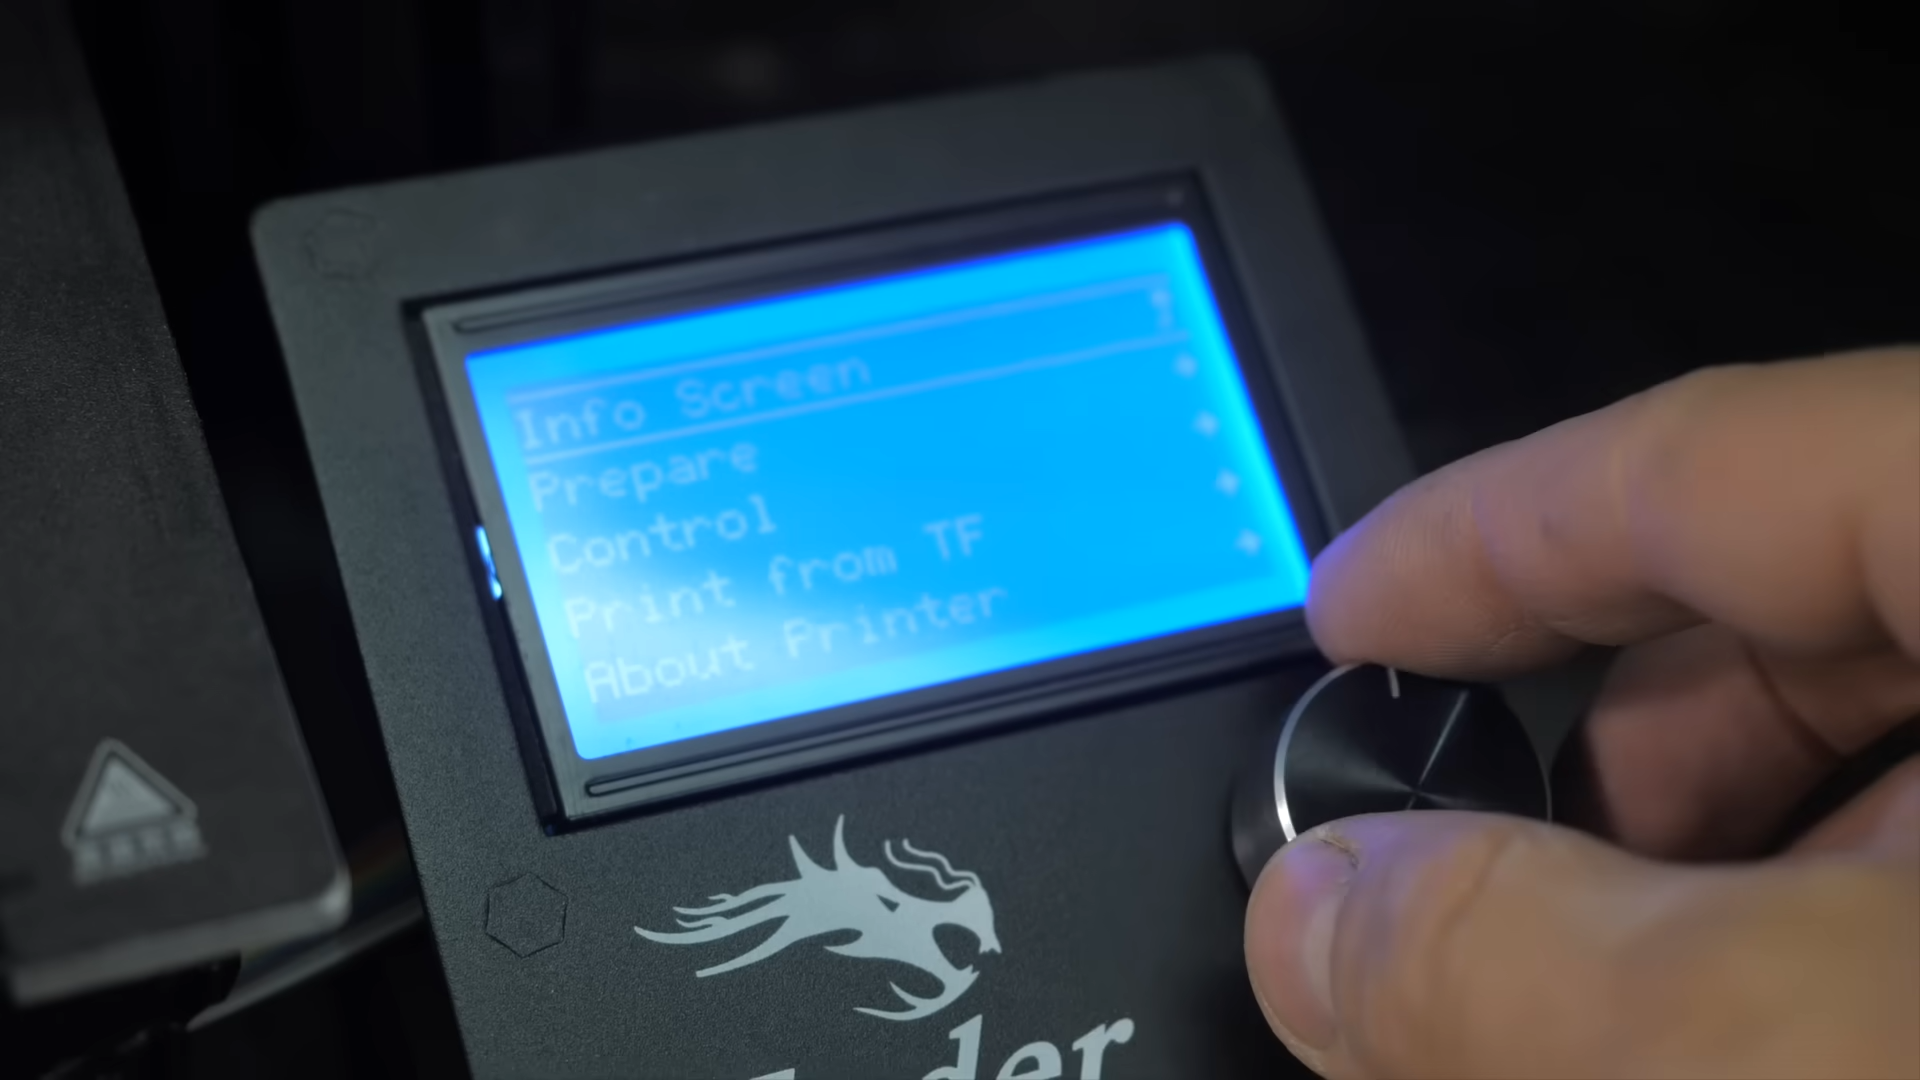 Info Screen
Prepare
Control
Print from TF
About Printer